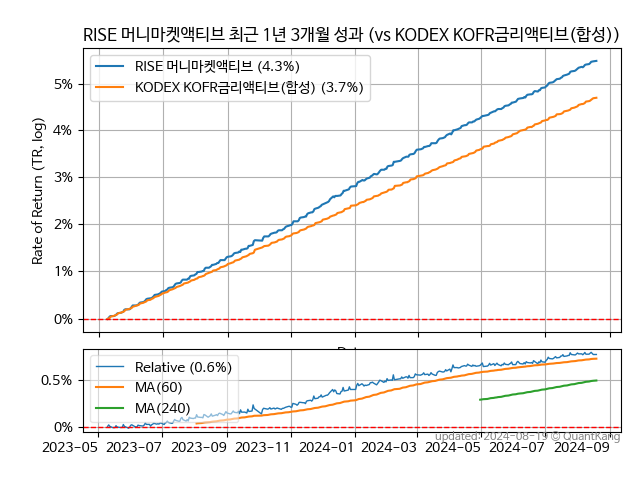 RISE 머니마켓액티브 최근 1년 3개월 성과 (vs KODEX KOFR금리액티브(합성))
RISE 머니마켓액티브 (4.3%)
KODEX KOFR금리액티브(합성) (3.7%)
Rate of Return (TR, log)
5%
4%
3%
2%
1%
0%
Relative (0.6%)
MA(60)
MA(240)
0.5%
0%
2023-05
2023-07
2023-09
2023-11
2024-01
2024-03
2024-05
2024-07
2024-09
updated: 2024-08-19 © QuantKang